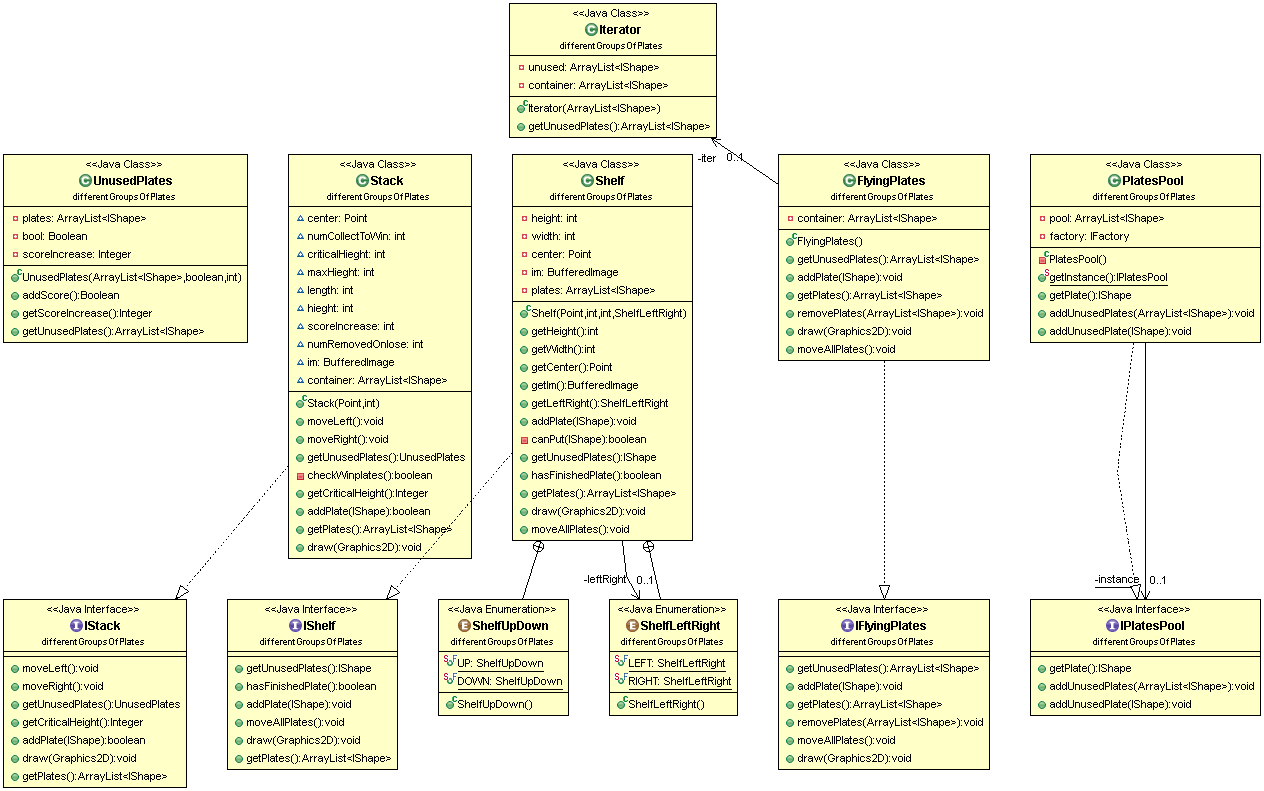 <<Java Class>>
Iterator
differentGroupsOfPlates
unused: ArrayList<IShape>
container: ArrayList<IShape>
Iterator(ArrayList<IShape>)
getUnusedPlates():ArrayList<IShape>
-iter 0..1
<<Java Class>>
UnusedPlates
differentGroupsOfPlates
plates: ArrayList<IShape>
bool: Boolean
scoreIncrease: Integer
UnusedPlates(ArrayList<IShape>,boolean,int)
addScore():Boolean
getScoreIncrease():Integer
getUnusedPlates():ArrayList<IShape>
<<Java Class>>
Stack
differentGroupsOfPlates
center: Point
numCollectToWin: int
criticalHieght: int
maxHieght: int
length: int
hieght: int
scoreIncrease: int
numRemovedOnlose: int
im: BufferedImage
container: ArrayList<IShape>
Stack(Point,int)
moveLeft():void
moveRight():void
getUnusedPlates():UnusedPlates
checkWinplates():boolean
getCriticalHeight():Integer
addPlate(IShape):boolean
getPlates():ArrayList<IShape>
draw(Graphics2D):void
<<Java Class>>
Shelf
differentGroupsOfPlates
height: int
width: int
center: Point
im: BufferedImage
plates: ArrayList<IShape>
Shelf(Point,int,int,ShelfLeftRight)
getHeight():int
getWidth():int
getCenter():Point
getIm():BufferedImage
getLeftRight():ShelfLeftRight
addPlate(IShape):void
canPut(IShape):boolean
getUnusedPlates():IShape
hasFinishedPlate():boolean
getPlates():ArrayList<IShape>
draw(Graphics2D):void
moveAllPlates():void
<<Java Class>>
FlyingPlates
differentGroupsOfPlates
container: ArrayList<IShape>
FlyingPlates()
getUnusedPlates():ArrayList<IShape>
addPlate(IShape):void
getPlates():ArrayList<IShape>
removePlates(ArrayList<IShape>):void
draw(Graphics2D):void
moveAllPlates():void
<<Java Class>>
PlatesPool
differentGroupsOfPlates
pool: ArrayList<IShape>
factory: IFactory
PlatesPool()
getInstance():IPlatesPool
getPlate():IShape
addUnusedPlates(ArrayList<IShape>):void
addUnusedPlate(IShape):void
-leftRight 0..1
-instance 0..1
<<Java Interface>>
IStack
differentGroupsOfPlates
moveLeft():void
moveRight():void
getUnusedPlates():UnusedPlates
getCriticalHeight():Integer
addPlate(IShape):boolean
draw(Graphics2D):void
getPlates():ArrayList<IShape>
<<Java Interface>>
IShelf
differentGroupsOfPlates
getUnusedPlates():IShape
hasFinishedPlate():boolean
addPlate(IShape):void
moveAllPlates():void
draw(Graphics2D):void
getPlates():ArrayList<IShape>
<<Java Enumeration>>
ShelfUpDown
differentGroupsOfPlates
UP: ShelfUpDown
DOWN: ShelfUpDown
ShelfUpDown()
<<Java Enumeration>>
ShelfLeftRight
differentGroupsOfPlates
LEFT: ShelfLeftRight
RIGHT: ShelfLeftRight
ShelfLeftRight()
<<Java Interface>>
IFlyingPlates
differentGroupsOfPlates
getUnusedPlates():ArrayList<IShape>
addPlate(IShape):void
getPlates():ArrayList<IShape>
removePlates(ArrayList<IShape>):void
moveAllPlates():void
draw(Graphics2D):void
<<Java Interface>>
IPlatesPool
differentGroupsOfPlates
getPlate():IShape
addUnusedPlates(ArrayList<IShape>):void
addUnusedPlate(IShape):void